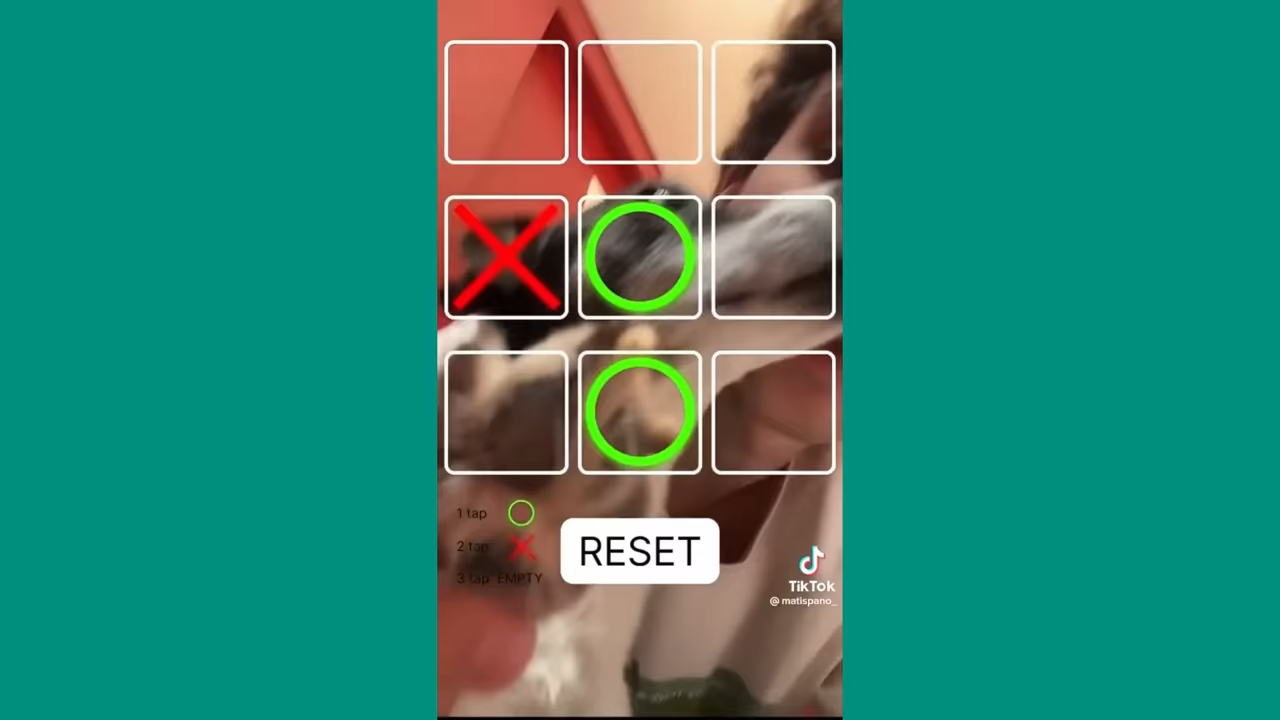 1 tap
2 tap
3 tap EMPTY
RESET
TikTok
@matispano_